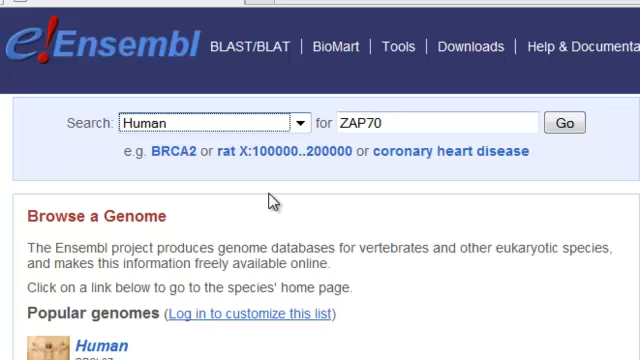 e!Ensembl BLAST/BLAT | BioMart | Tools | Downloads | Help & Documenta
Search: Human for ZAP70 Go
e.g. BRCA2 or rat X:100000..200000 or coronary heart disease
Browse a Genome
The Ensembl project produces genome databases for vertebrates and other eukaryotic species,
and makes this information freely available online.
Click on a link below to go to the species' home page.
Popular genomes (Log in to customize this list)
Human